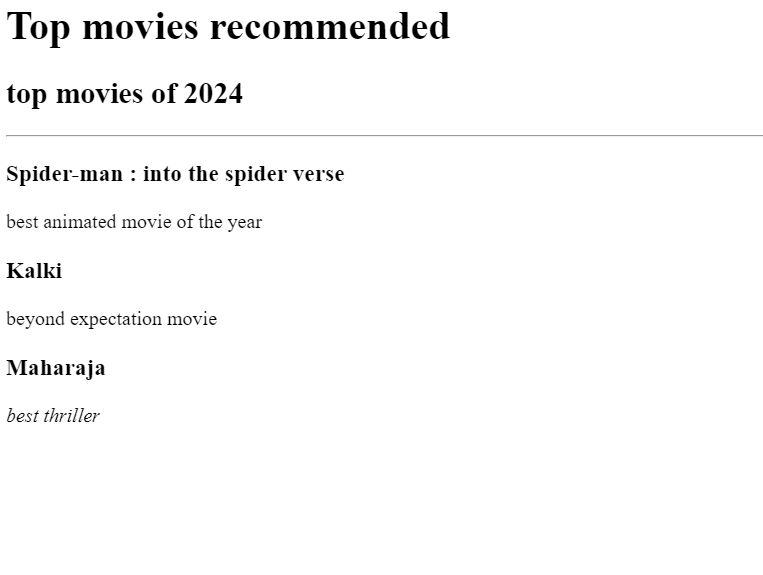 Top movies recommended
top movies of 2024
Spider-man : into the spider verse
best animated movie of the year
Kalki
beyond expectation movie
Maharaja
best thriller